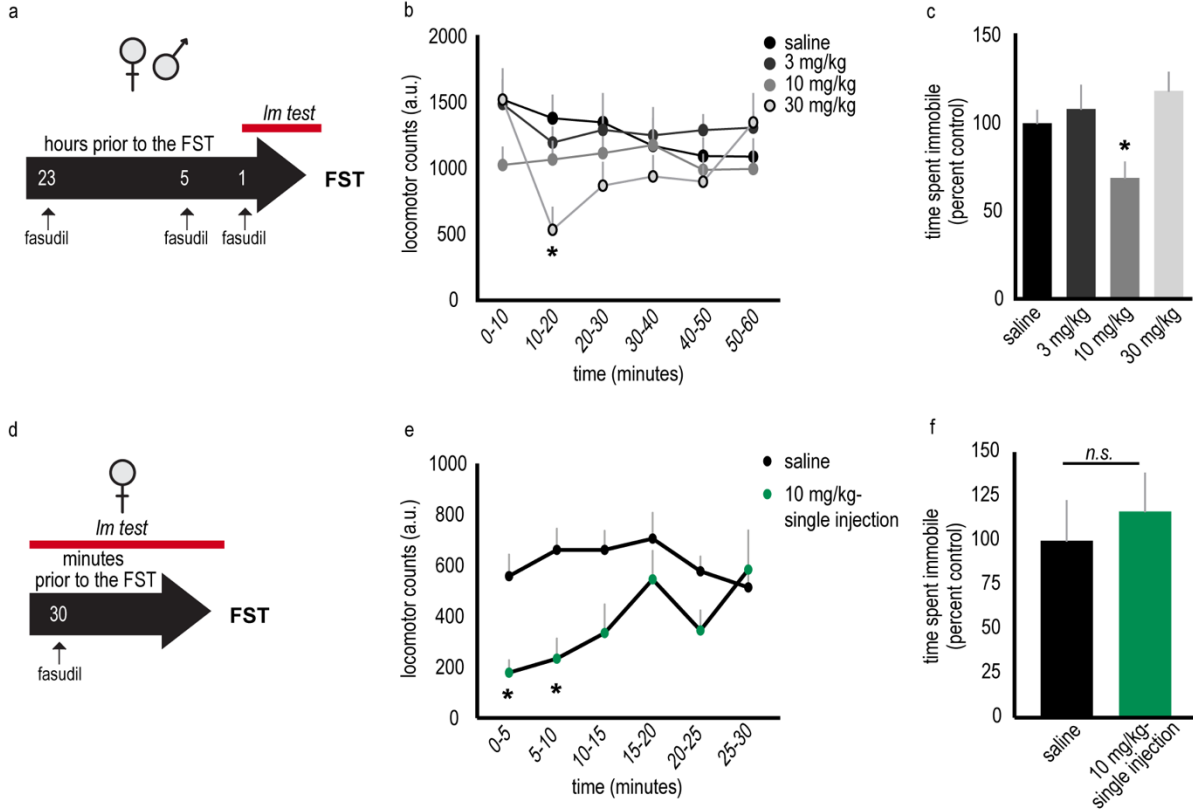 a
lm test
hours prior to the FST
23 5 1
FST
fasudil fasudil fasudil
b
locomotor counts (a.u.)
2000
1500
1000
500
0
0-10 10-20 20-30 30-40 40-50 50-60
time (minutes)
saline
3 mg/kg
10 mg/kg
30 mg/kg
*
c
time spent immobile
(percent control)
150
100
50
0
*
saline 3 mg/kg 10 mg/kg 30 mg/kg
d
lm test
minutes
prior to the FST
30
FST
fasudil
e
locomotor counts (a.u.)
1000
800
600
400
200
0
* *
0-5 5-10 10-15 15-20 20-25 25-30
time (minutes)
saline
10 mg/kg-
single injection
f
time spent immobile
(percent control)
150
125
100
75
50
25
0
n.s.
saline
10 mg/kg-
single injection